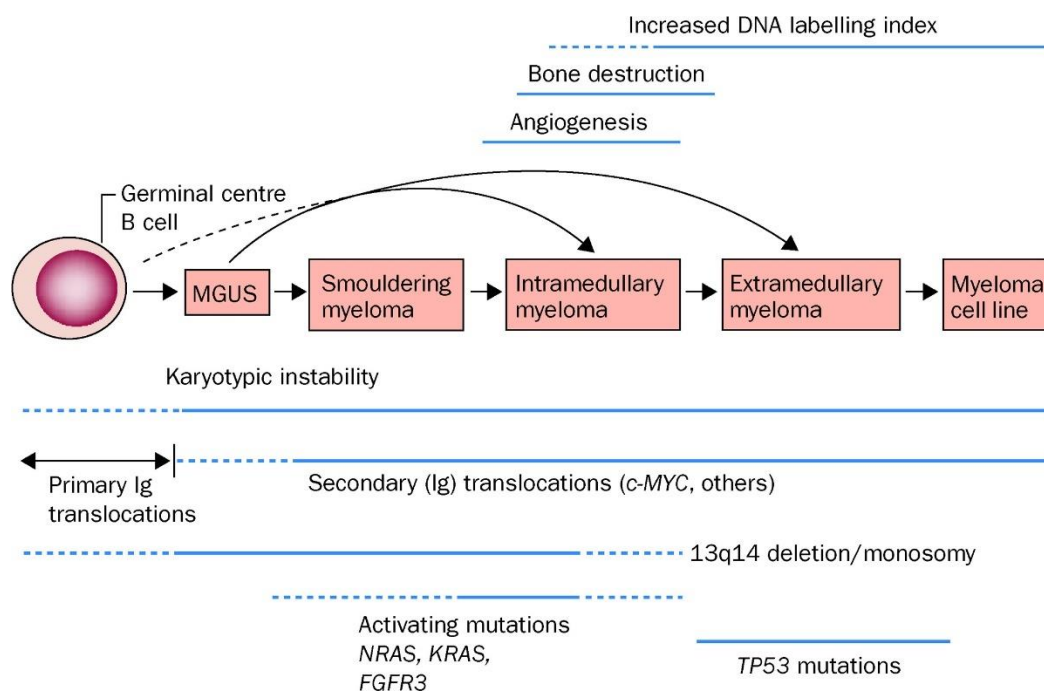 Increased DNA labelling index
Bone destruction
Angiogenesis
Germinal centre
B cell
MGUS
Smouldering
myeloma
Intramedullary
myeloma
Extramedullary
myeloma
Myeloma
cell line
Karyotypic instability
Primary Ig
translocations
Secondary (Ig) translocations (c-MYC, others)
13q14 deletion/monosomy
Activating mutations
NRAS, KRAS,
FGFR3
TP53 mutations